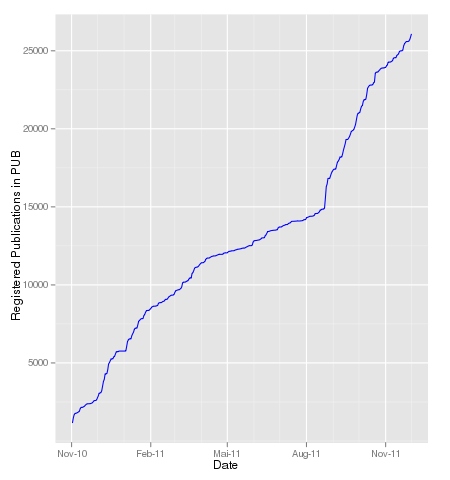 Registered Publications in PUB
25000
20000
15000
10000
5000
Nov-10 Feb-11 Mai-11 Aug-11 Nov-11
Date